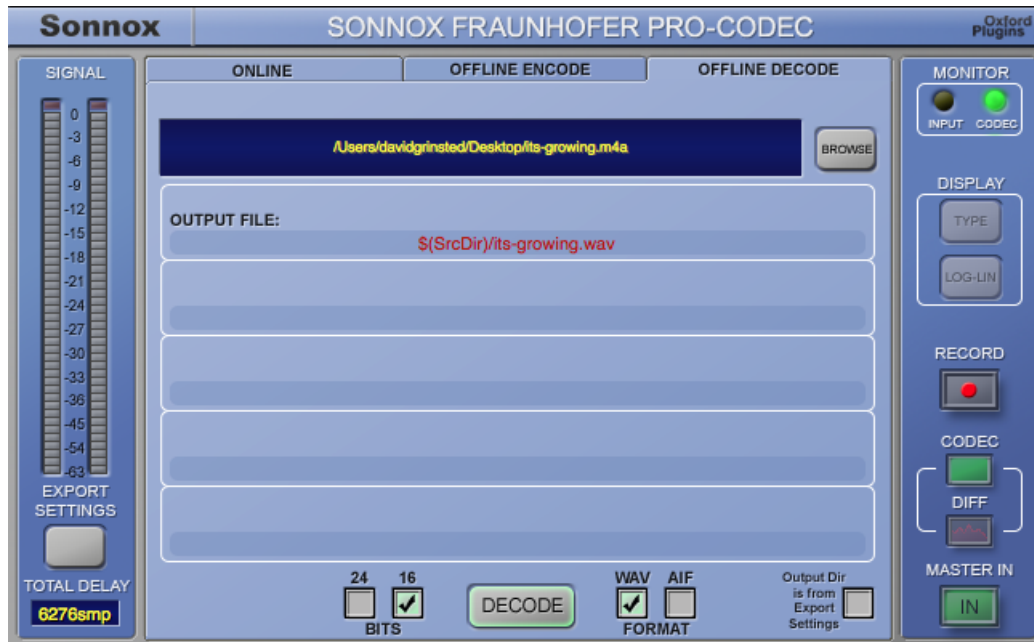 Sonnox
SONNOX FRAUNHOFER PRO-CODEC
Oxford
Plugins
SIGNAL
0
-3
-6
-9
-12
-15
-18
-21
-24
-27
-30
-33
-36
-45
-54
-63
EXPORT
SETTINGS
TOTAL DELAY
6276smp
ONLINE
OFFLINE ENCODE
OFFLINE DECODE
/Users/davidgrinsted/Desktop/its-growing.m4a
BROWSE
OUTPUT FILE:
$(SrcDir)/its-growing.wav
24 16
BITS
DECODE
WAV AIF
FORMAT
Output Dir
is from
Export
Settings
MONITOR
INPUT CODEC
DISPLAY
TYPE
LOG-LIN
RECORD
CODEC
DIFF
MASTER IN
IN